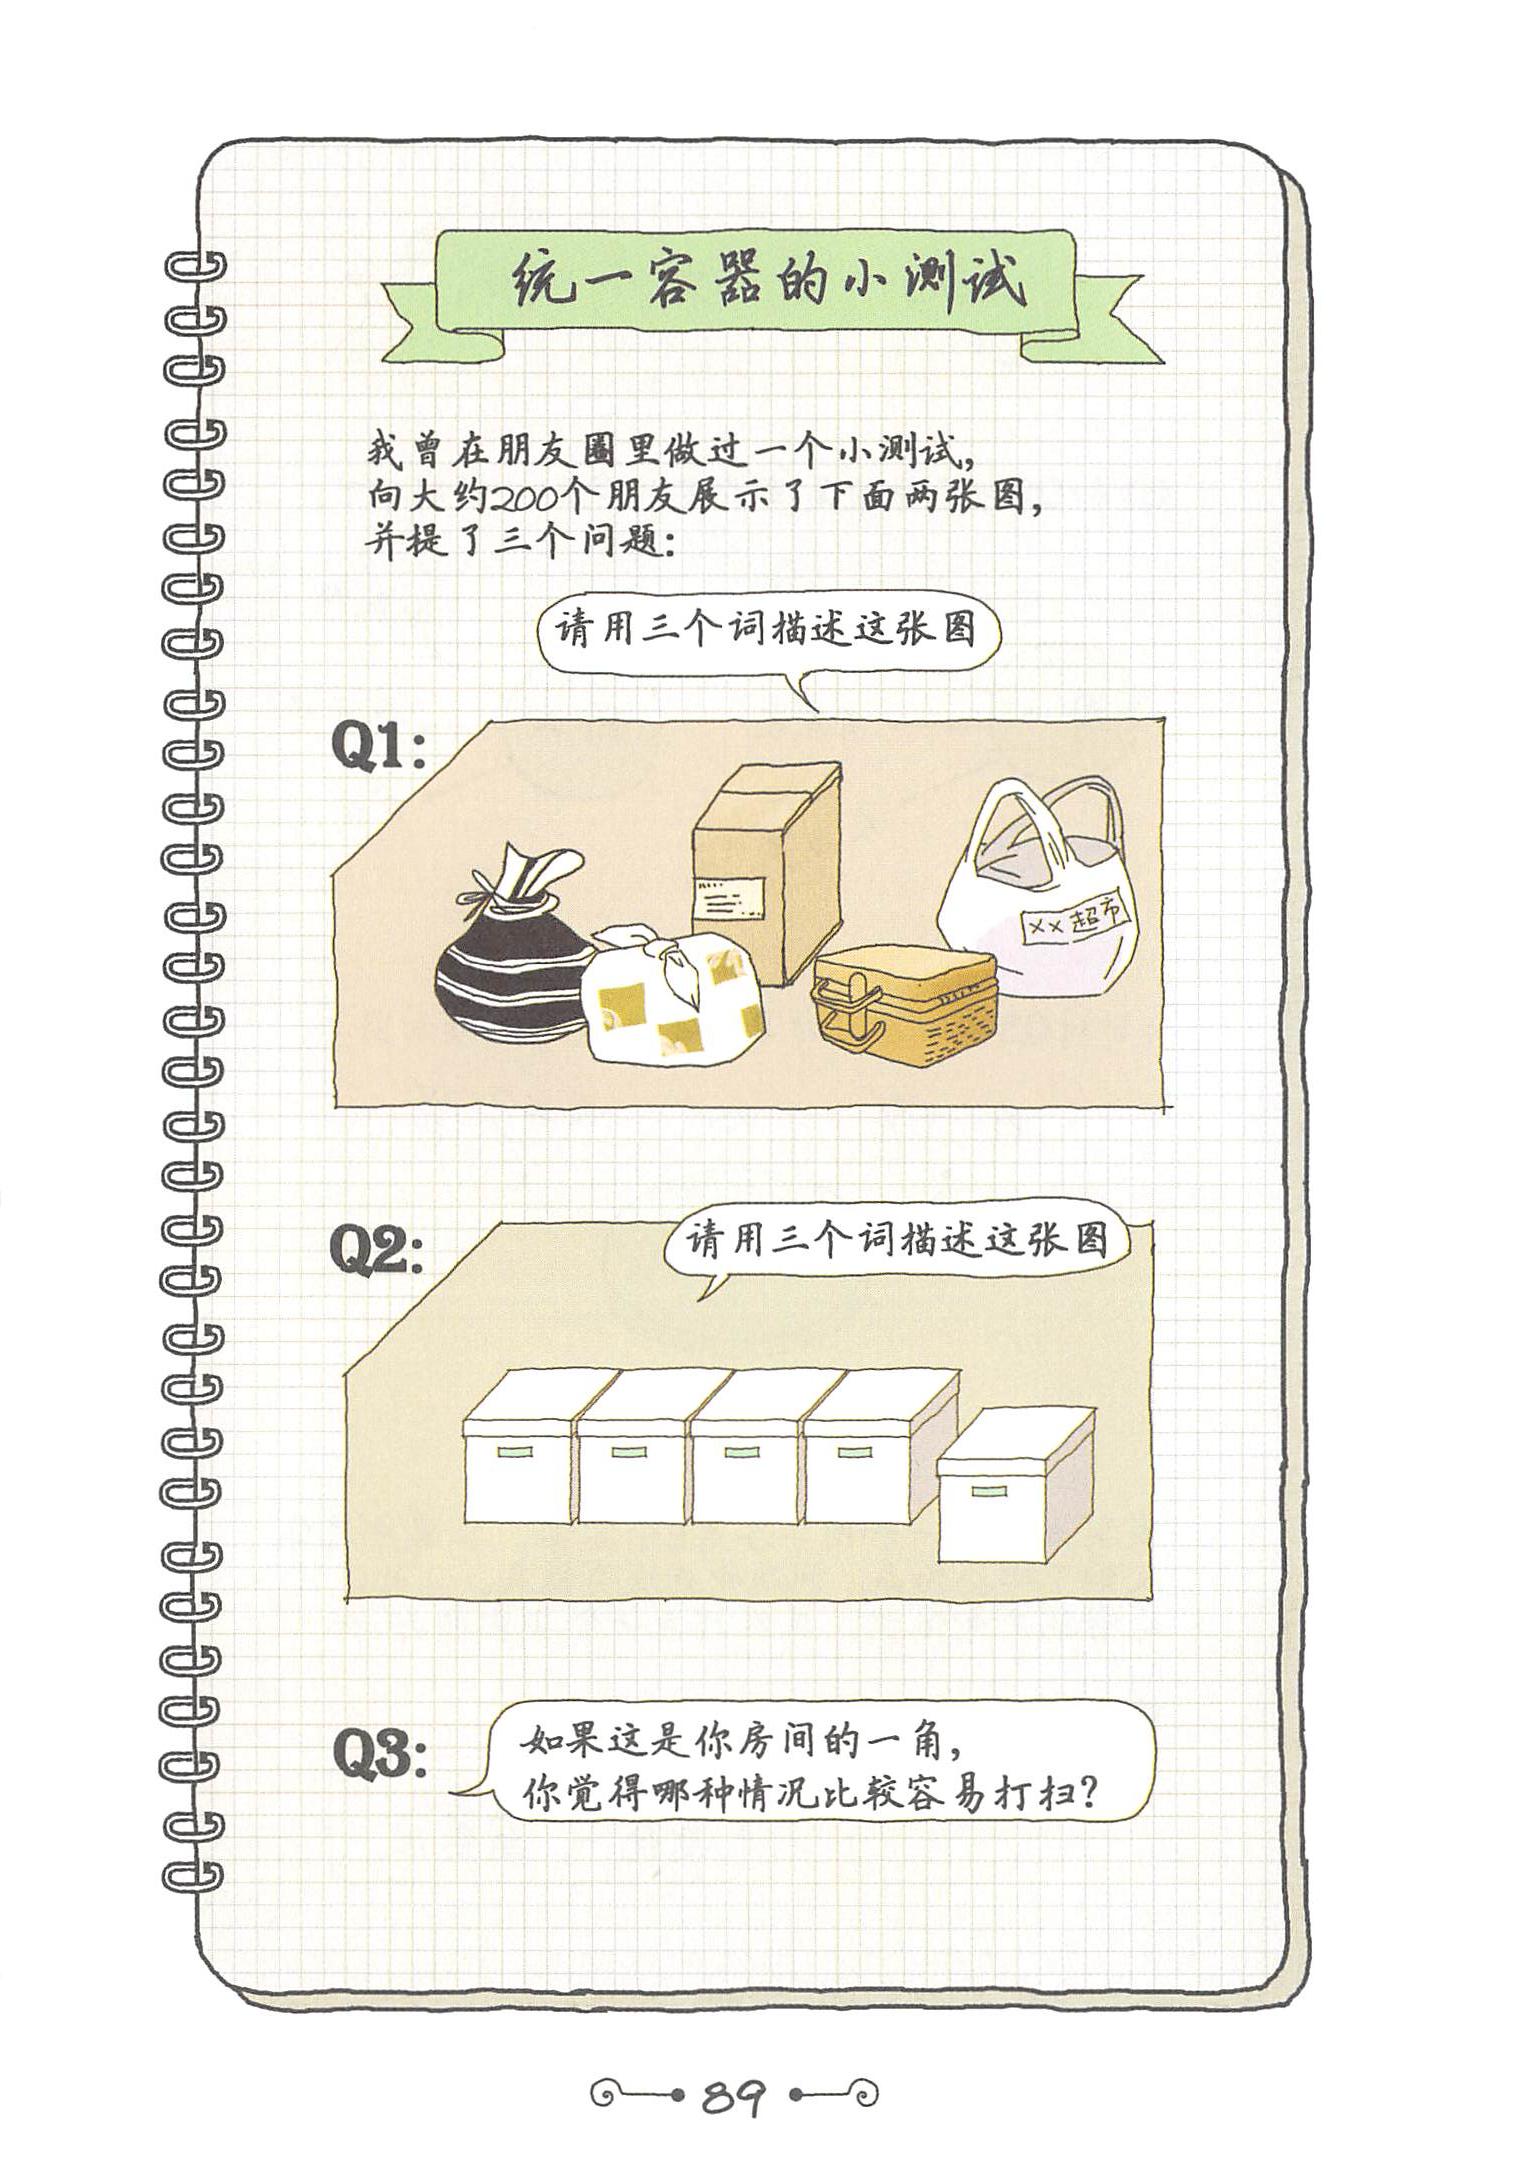 统一容器的小测试
我曾在朋友圈里做过一个小测试，
向大约200个朋友展示了下面两张图，
并提了三个问题：
请用三个词描述这张图
Q1:
××超市
Q2:
请用三个词描述这张图
Q3:
如果这是你房间的一角，
你觉得哪种情况比较容易打扫？
89